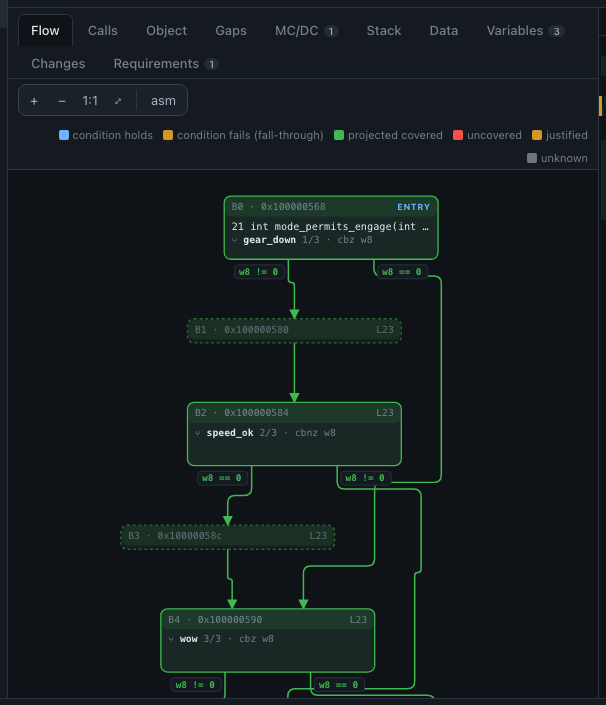 Flow Calls Object Gaps MC/DC 1 Stack Data Variables 3
Changes Requirements 1
+ − 1:1 ⤢ asm
condition holds condition fails (fall-through) projected covered uncovered justified
unknown
B0 · 0x100000568 ENTRY
21 int mode_permits_engage(int …
gear_down 1/3 · cbz w8
w8 != 0 w8 == 0
B1 · 0x100000580 L23
B2 · 0x100000584 L23
speed_ok 2/3 · cbnz w8
w8 == 0 w8 != 0
B3 · 0x10000058c L23
B4 · 0x100000590 L23
wow 3/3 · cbz w8
w8 != 0 w8 == 0